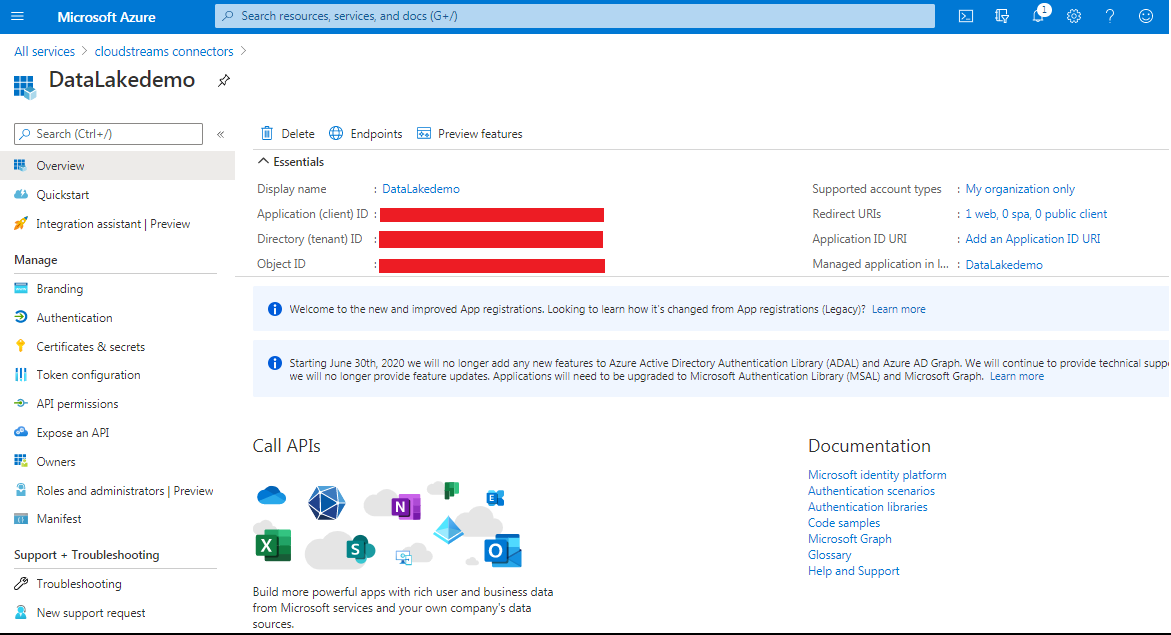 Microsoft Azure
Search resources, services, and docs (G+/)
1
All services > cloudstreams connectors >
DataLakedemo
Search (Ctrl+/)
«
Overview
Quickstart
Integration assistant | Preview
Manage
Branding
Authentication
Certificates & secrets
Token configuration
API permissions
Expose an API
Owners
Roles and administrators | Preview
Manifest
Support + Troubleshooting
Troubleshooting
New support request
Delete Endpoints Preview features
Essentials
Display name : DataLakedemo
Application (client) ID :
Directory (tenant) ID :
Object ID :
Supported account types : My organization only
Redirect URIs : 1 web, 0 spa, 0 public client
Application ID URI : Add an Application ID URI
Managed application in l... : DataLakedemo
Welcome to the new and improved App registrations. Looking to learn how it's changed from App registrations (Legacy)? Learn more
Starting June 30th, 2020 we will no longer add any new features to Azure Active Directory Authentication Library (ADAL) and Azure AD Graph. We will continue to provide technical suppo
we will no longer provide feature updates. Applications will need to be upgraded to Microsoft Authentication Library (MSAL) and Microsoft Graph. Learn more
Call APIs
N
E
X
S
O
Build more powerful apps with rich user and business data
from Microsoft services and your own company's data
sources.
Documentation
Microsoft identity platform
Authentication scenarios
Authentication libraries
Code samples
Microsoft Graph
Glossary
Help and Support